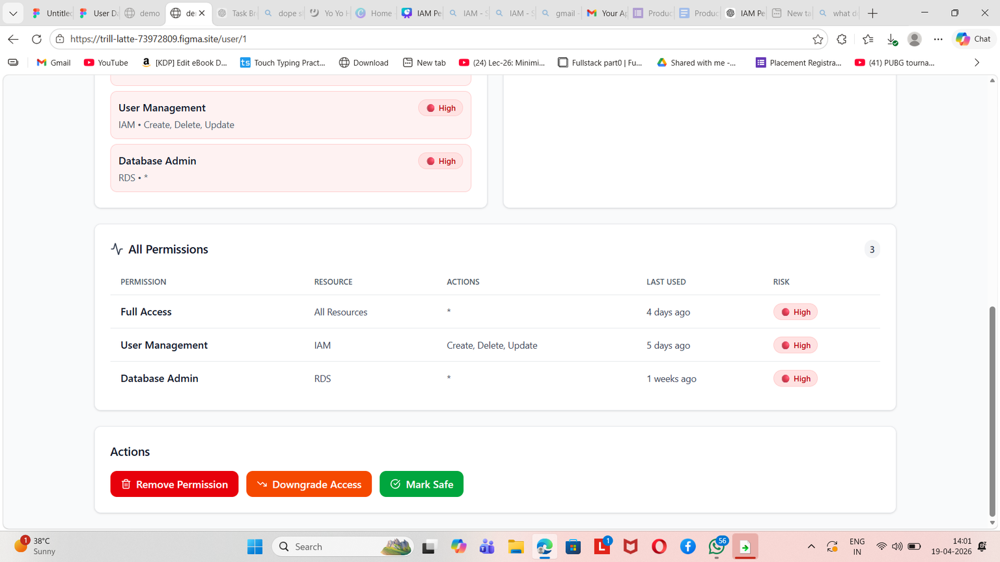 Untitle
User Da
demo
de
Task Br
dope s
Yo Yo H
Home
IAM Pe
IAM - S
IAM - S
gmail -
Your Ap
Produc
Produc
IAM Pe
New ta
what d
https://trill-latte-73972809.figma.site/user/1
Chat
Gmail
YouTube
[KDP] Edit eBook D...
Touch Typing Pract...
Download
New tab
(24) Lec-26: Minimi...
Fullstack part0 | Fu...
Shared with me -...
Placement Registra...
(41) PUBG tourna...
User Management
High
IAM • Create, Delete, Update
Database Admin
High
RDS • *
All Permissions
3
PERMISSION RESOURCE ACTIONS LAST USED RISK
Full Access All Resources * 4 days ago High
User Management IAM Create, Delete, Update 5 days ago High
Database Admin RDS * 1 weeks ago High
Actions
Remove Permission
Downgrade Access
Mark Safe
1
38°C
Sunny
Search
1
56
ENG
IN
14:01
19-04-2026